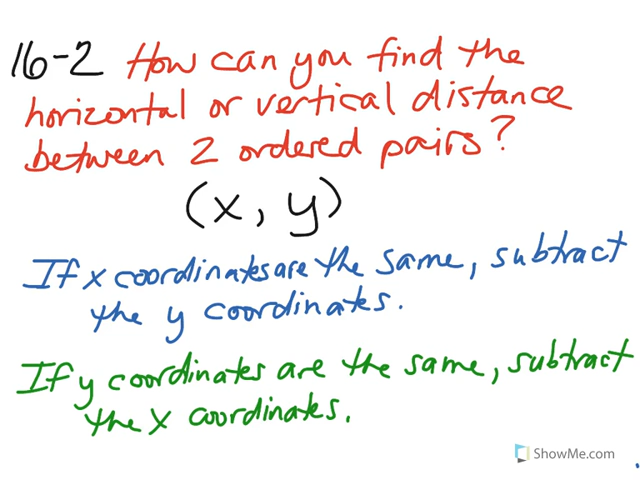 16-2 How can you find the
horizontal or vertical distance
between 2 ordered pairs?
(x, y)
If x coordinates are the same, subtract
the y coordinates.
If y coordinates are the same, subtract
the x coordinates.
ShowMe.com